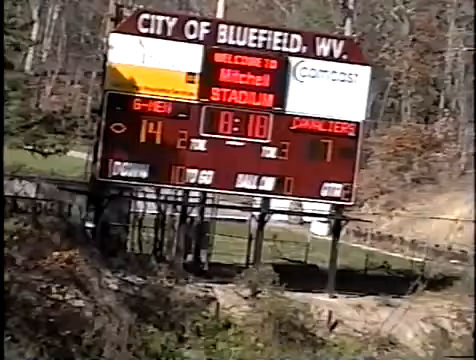 CITY OF BLUEFIELD, WV.
WELCOME TO
Mitchell
STADIUM
comcast
G-MEN
CAVALIERS
14
8:18
7
2 TOL
TOL 3
DOWN
10 TO GO
BALL ON
0
QTR